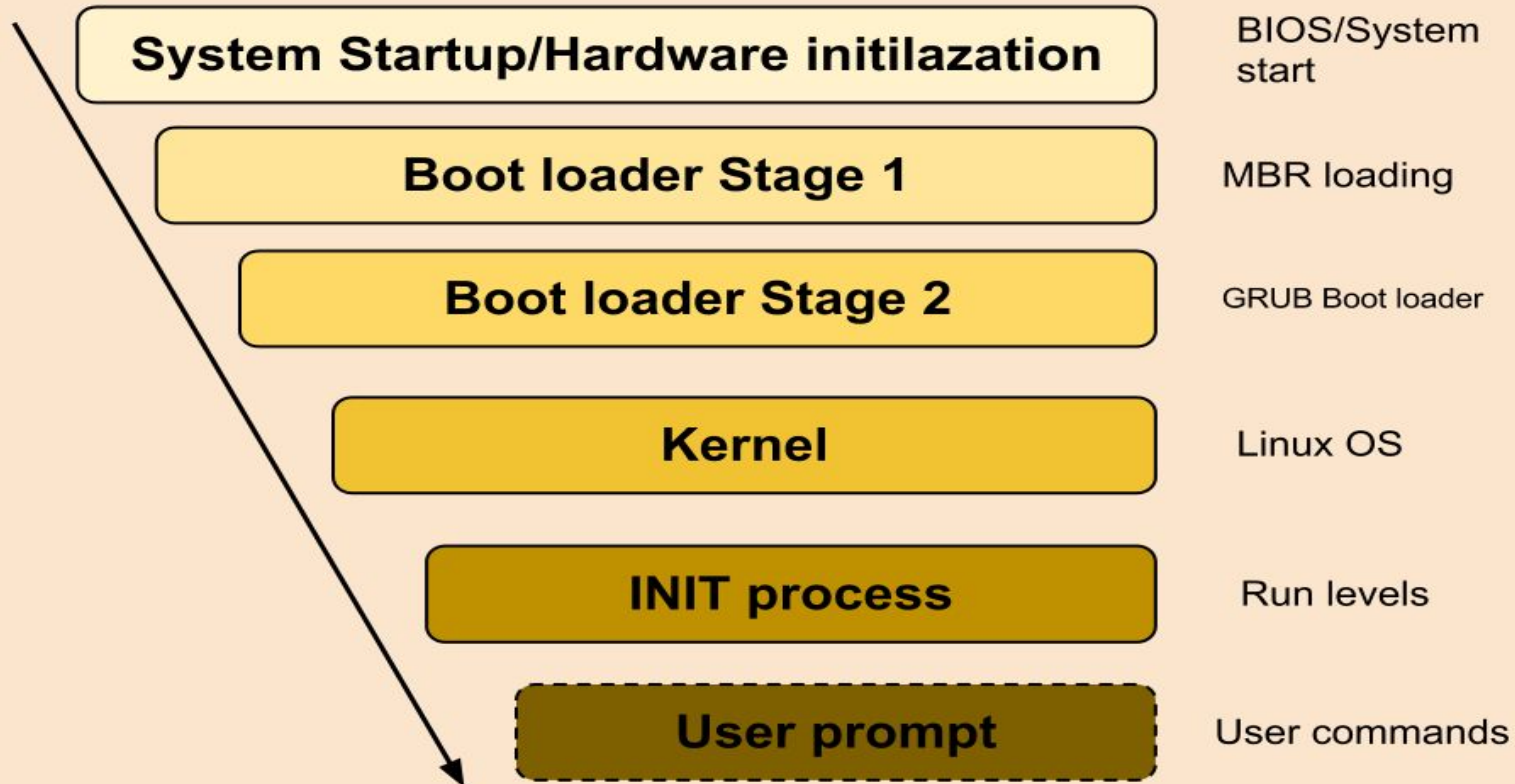 System Startup/Hardware initilazation
BIOS/System
start
Boot loader Stage 1
MBR loading
Boot loader Stage 2
GRUB Boot loader
Kernel
Linux OS
INIT process
Run levels
User prompt
User commands